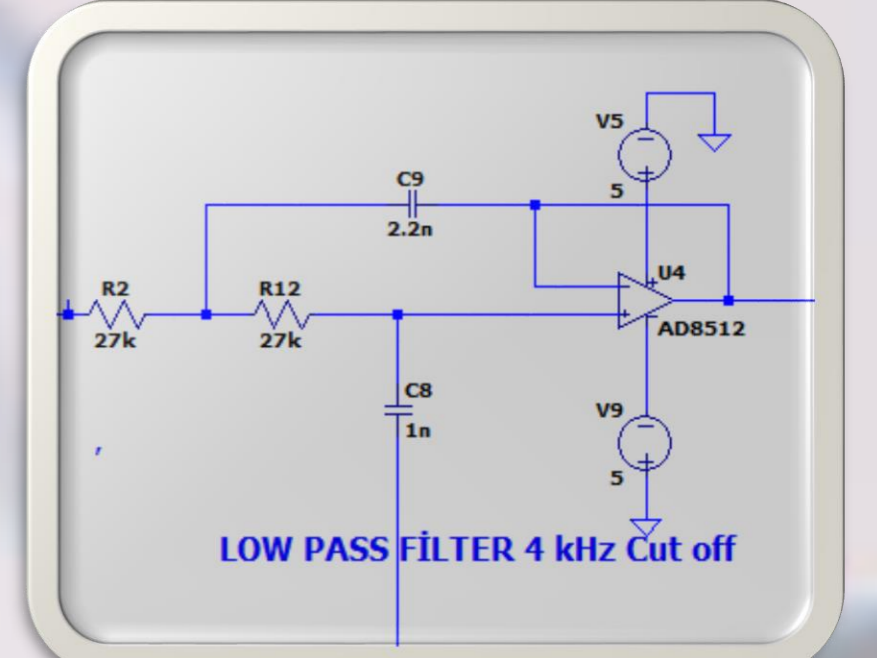 V5
5
C9
2.2n
R2
27k
R12
27k
U4
AD8512
C8
1n
V9
5
LOW PASS FİLTER 4 kHz Cut off